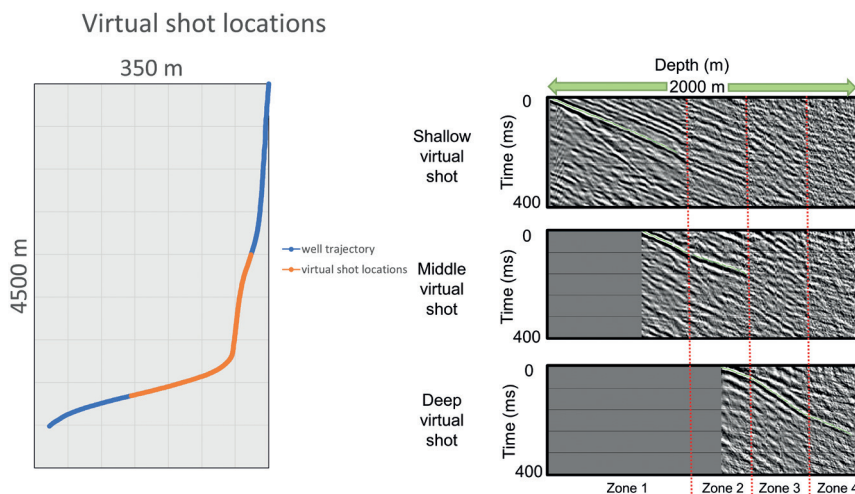 Virtual shot locations
350 m
4500 m
well trajectory
virtual shot locations
Depth (m)
2000 m
Shallow
virtual
shot
Time (ms)
0
400
Middle
virtual
shot
Time (ms)
0
400
Deep
virtual
shot
Time (ms)
0
400
Zone 1
Zone 2
Zone 3
Zone 4